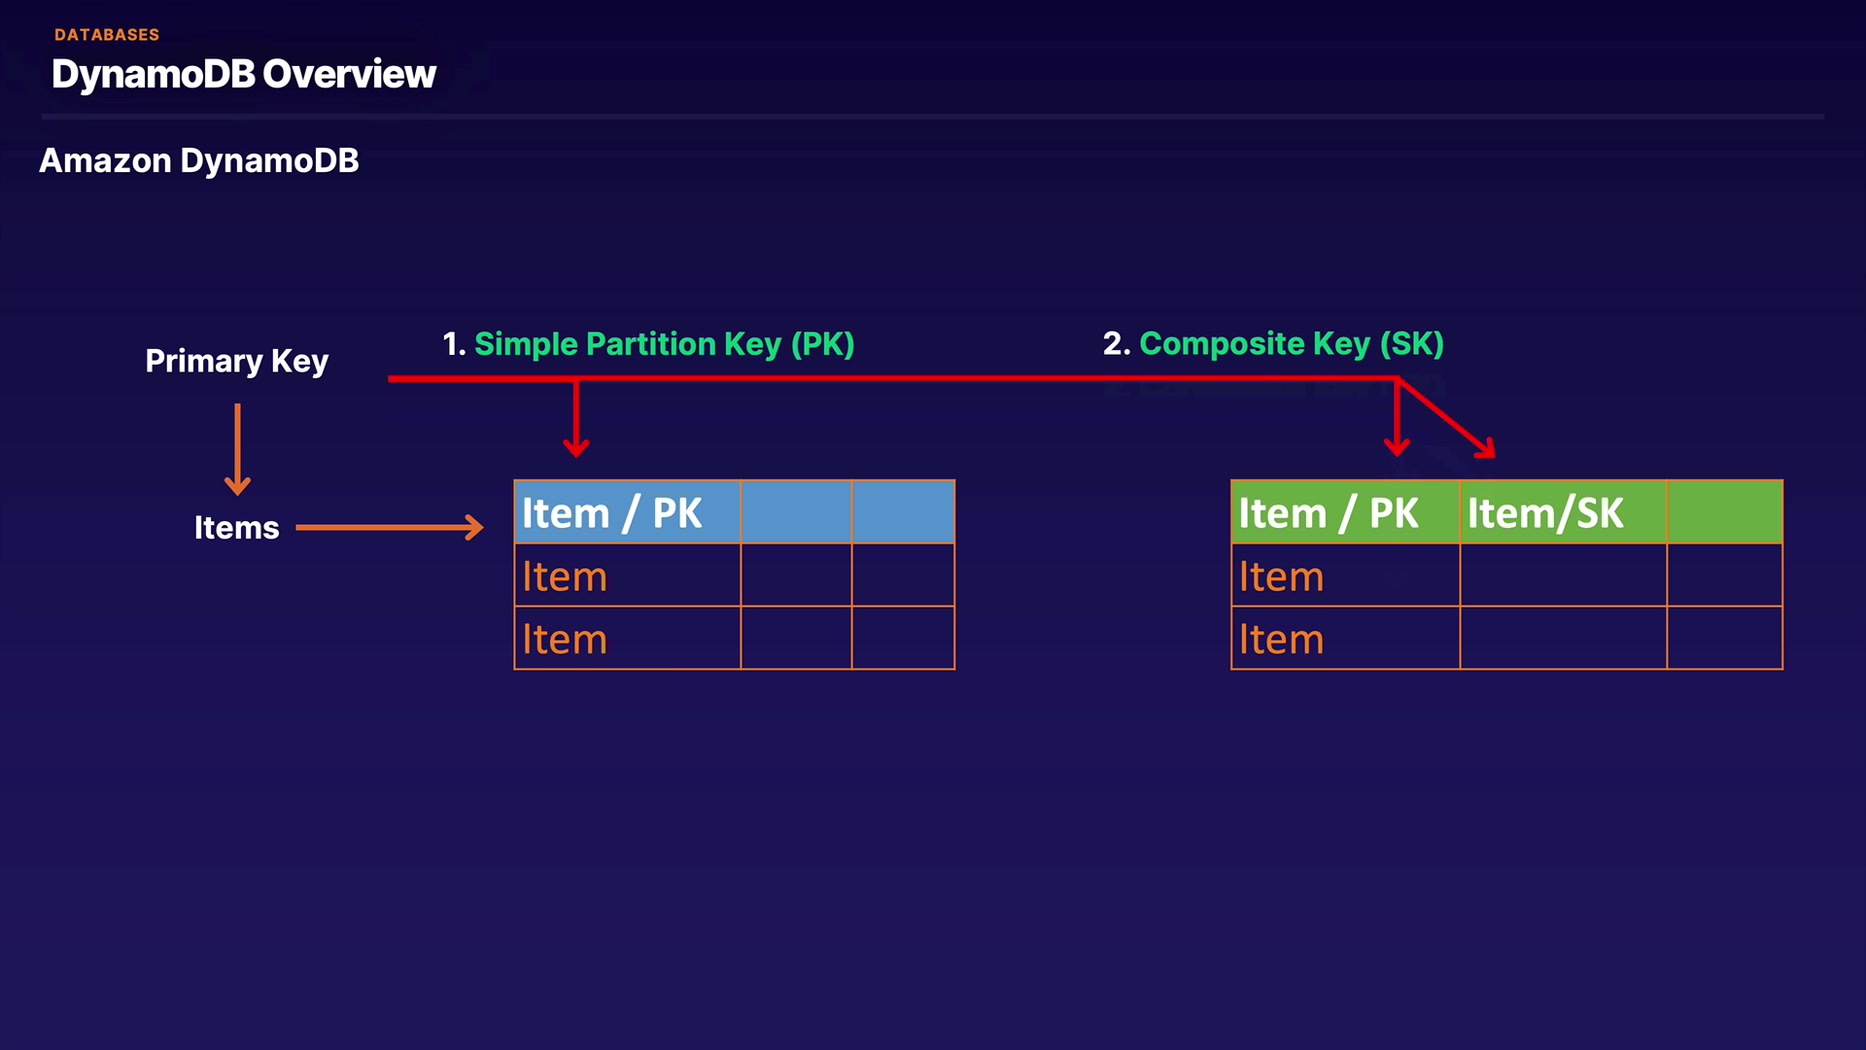 DATABASES
DynamoDB Overview
Amazon DynamoDB
Primary Key
1. Simple Partition Key (PK)
2. Composite Key (SK)
Items
Item / PK
Item
Item
Item / PK Item/SK
Item
Item